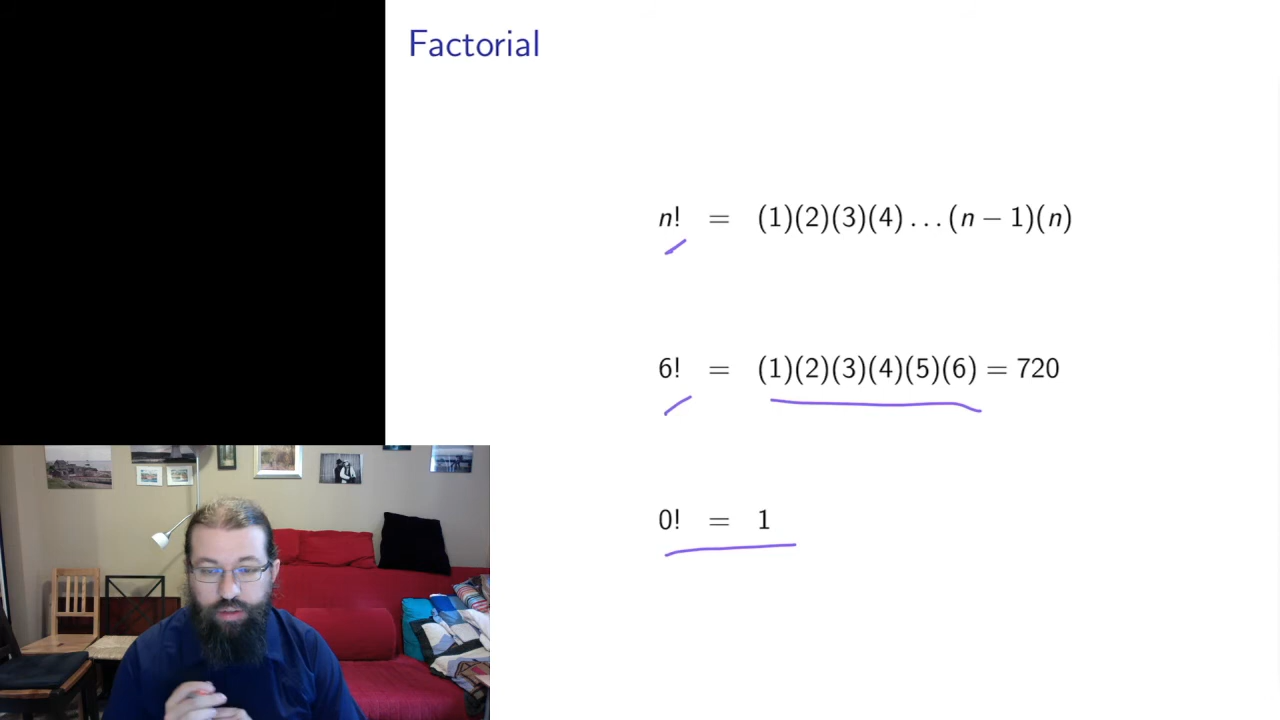 Factorial
n! = (1)(2)(3)(4)...(n − 1)(n)
6! = (1)(2)(3)(4)(5)(6) = 720
0! = 1